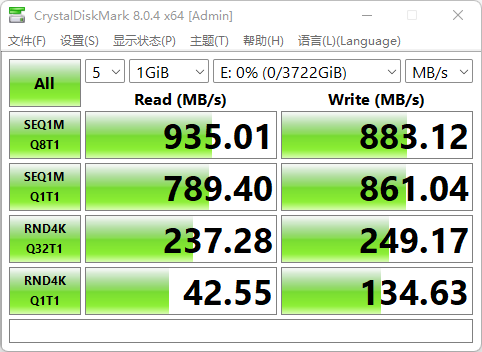 CrystalDiskMark 8.0.4 x64 [Admin]
文件(F) 设置(S) 显示状态(P) 主题(T) 帮助(H) 语言(L)(Language)
All 5 1GiB E: 0% (0/3722GiB) MB/s
Read (MB/s) Write (MB/s)
SEQ1M
Q8T1
935.01 883.12
SEQ1M
Q1T1
789.40 861.04
RND4K
Q32T1
237.28 249.17
RND4K
Q1T1
42.55 134.63